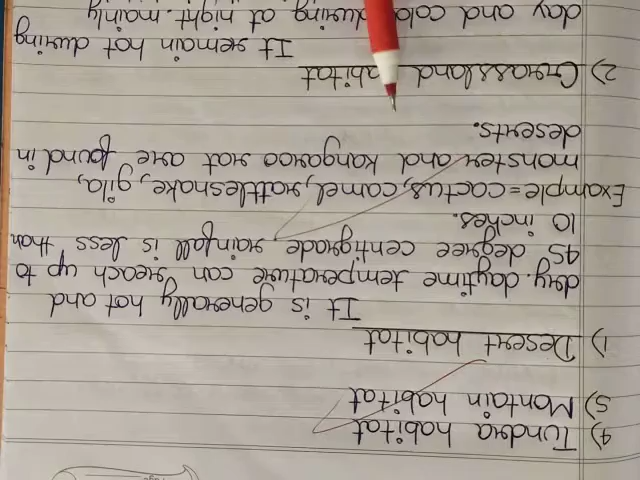 4) Tundra habitat
5) Montain habitat
1) Desert habitat
It is generally hot and
dry. daytime temperature can reach up to
45 degree centigrade, rainfall is less than
10 inches.
Example = cactus, camel, rattlesnake, gila,
monster and kangaroo rat are found in
deserts.
2) Grassland habitat
It remain hot during
day and cold during at night. mainly